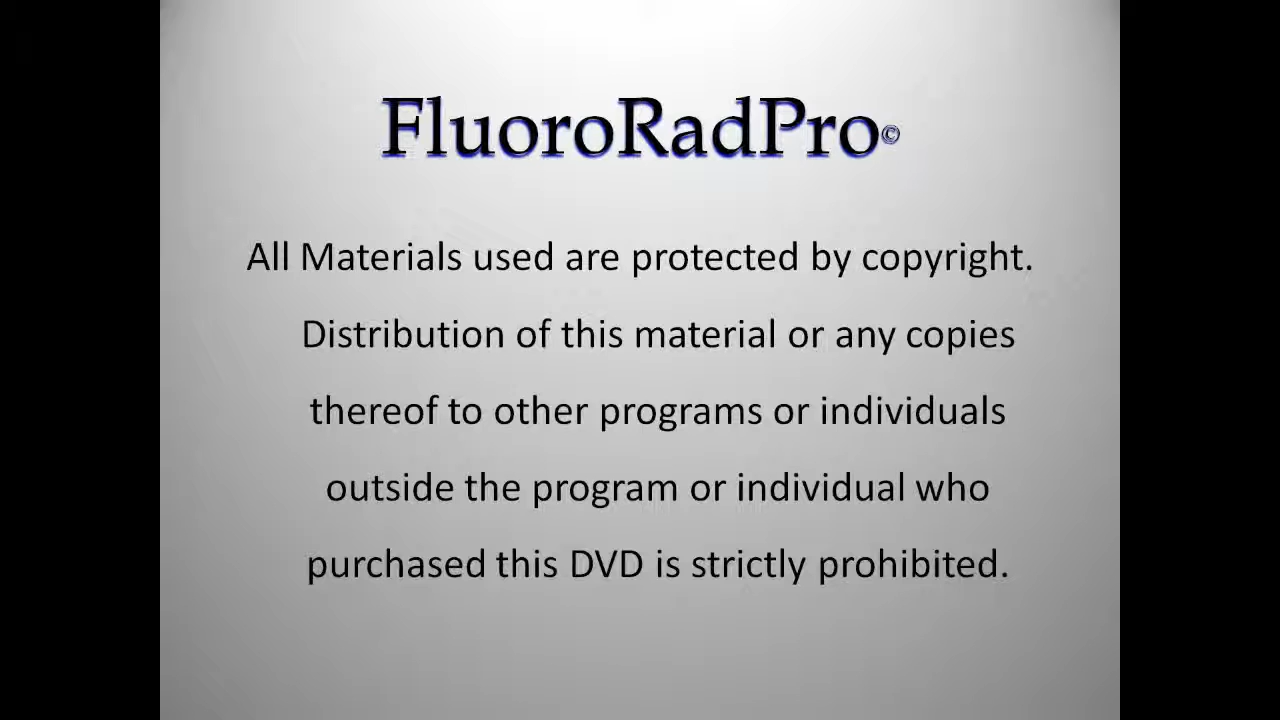 FluoroRadPro©
All Materials used are protected by copyright.
Distribution of this material or any copies
thereof to other programs or individuals
outside the program or individual who
purchased this DVD is strictly prohibited.